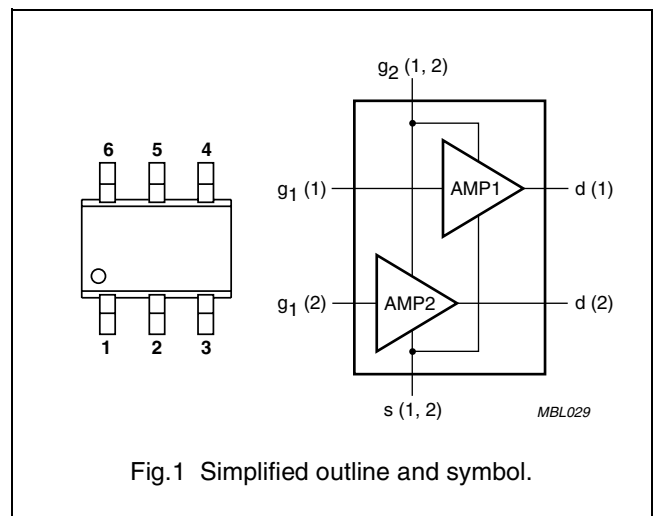 g2 (1, 2)
6 5 4
g1 (1) AMP1 d (1)
g1 (2) AMP2 d (2)
1 2 3
s (1, 2)
MBL029
Fig.1 Simplified outline and symbol.